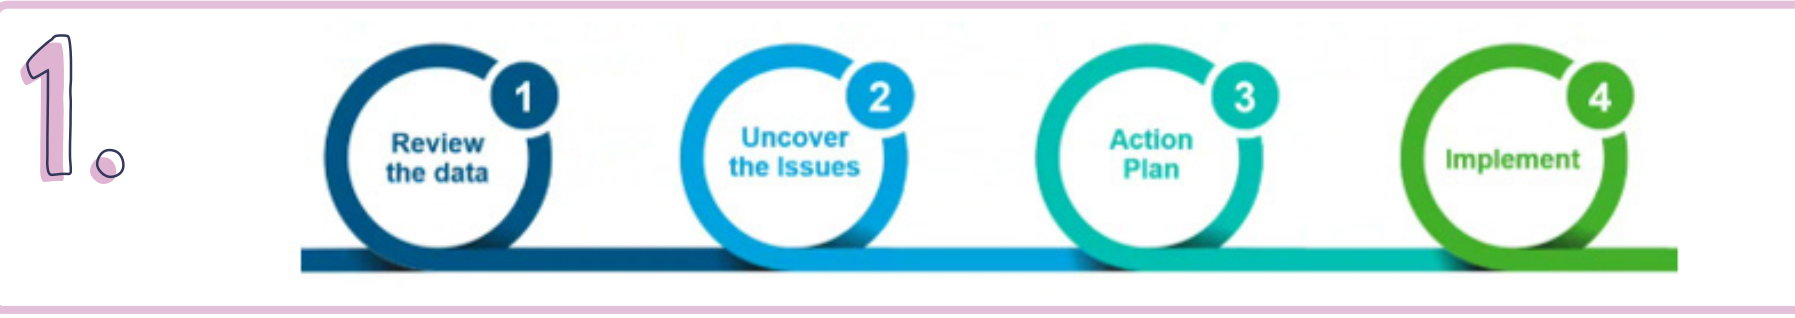 1.
1
Review
the data
2
Uncover
the Issues
3
Action
Plan
4
Implement